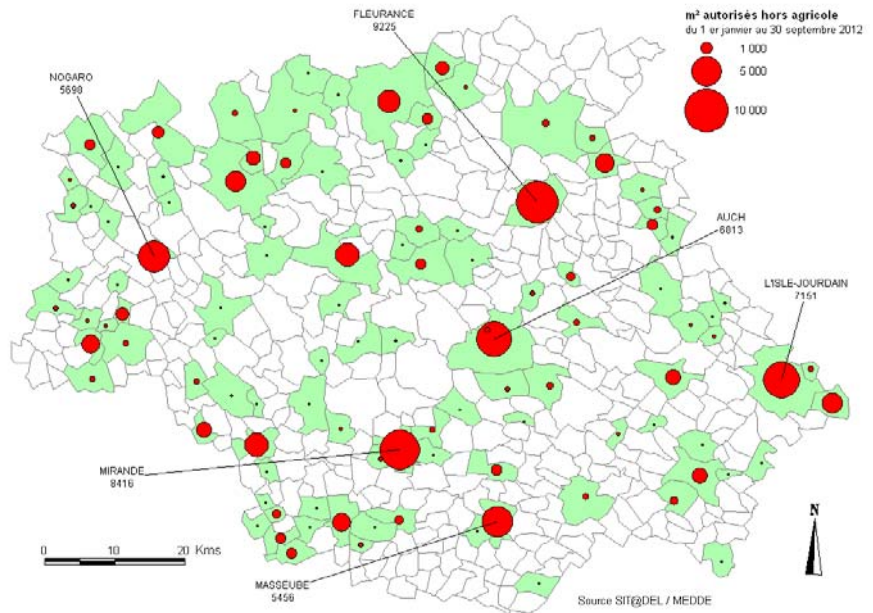 FLEURANCE
9225
m² autorisés hors agricole
du 1 er janvier au 30 septembre 2012
1 000
5 000
10 000
NOGARO
5698
AUCH
6813
L'ISLE-JOURDAIN
7151
MIRANDE
8416
N
0 10 20 Kms
MASSEUBE
5456
Source SIT@DEL / MEDDE